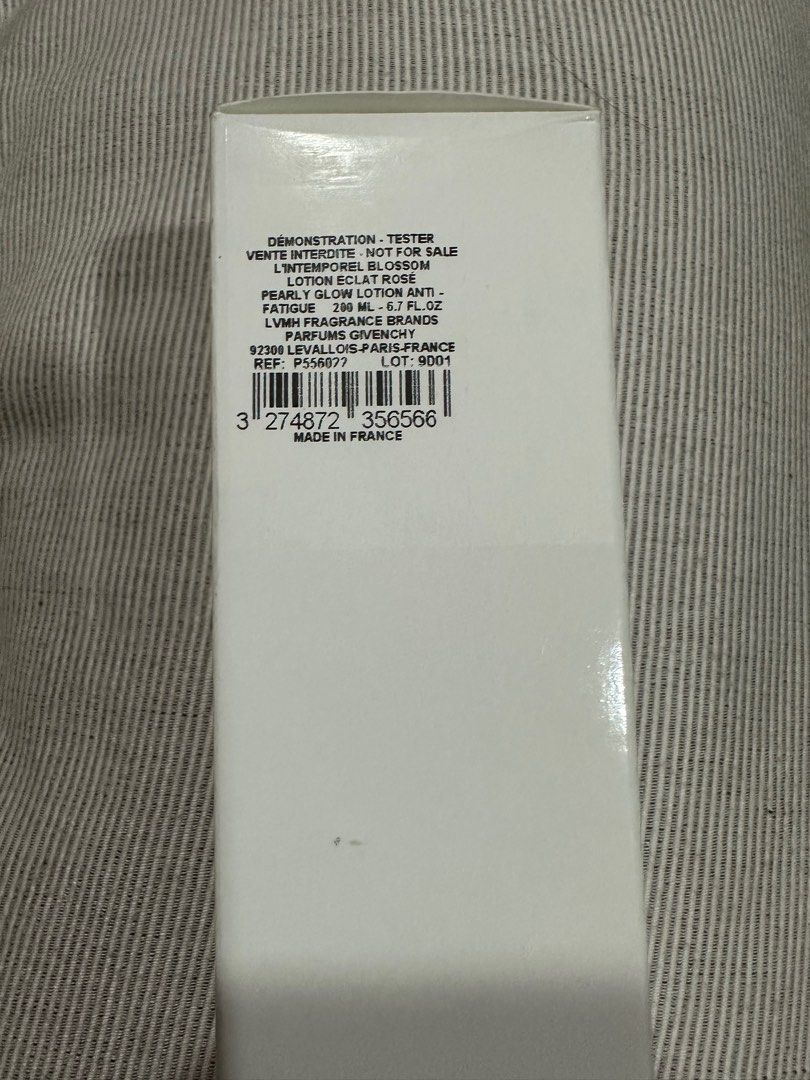 DÉMONSTRATION - TESTER
VENTE INTERDITE - NOT FOR SALE
L'INTEMPOREL BLOSSOM
LOTION ECLAT ROSÉ
PEARLY GLOW LOTION ANTI -
FATIGUE 200 ML - 6.7 FL.OZ
LVMH FRAGRANCE BRANDS
PARFUMS GIVENCHY
92300 LEVALLOIS-PARIS-FRANCE
REF: P556022 LOT: 9D01
3 274872 356566
MADE IN FRANCE